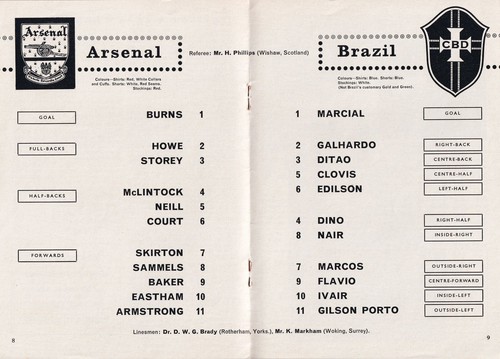 Arsenal
Arsenal
Colours—Shirts: Red, White Collars
and Cuffs. Shorts: White, Red Seams.
Stockings: Red.
GOAL
BURNS 1
FULL-BACKS
HOWE 2
STOREY 3
HALF-BACKS
McLINTOCK 4
NEILL 5
COURT 6
FORWARDS
SKIRTON 7
SAMMELS 8
BAKER 9
EASTHAM 10
ARMSTRONG 11
8
Referee: Mr. H. Phillips (Wishaw, Scotland)
Brazil
CBD
Colours—Shirts: Blue. Shorts: Blue.
Stockings: White.
(Not Brazil's customary Gold and Green).
1 MARCIAL GOAL
2 GALHARDO RIGHT-BACK
3 DITAO CENTRE-BACK
5 CLOVIS CENTRE-HALF
6 EDILSON LEFT-HALF
4 DINO RIGHT-HALF
8 NAIR INSIDE-RIGHT
7 MARCOS OUTSIDE-RIGHT
9 FLAVIO CENTRE-FORWARD
10 IVAIR INSIDE-LEFT
11 GILSON PORTO OUTSIDE-LEFT
Linesmen: Dr. D. W. G. Brady (Rotherham, Yorks.), Mr. K. Markham (Woking, Surrey).
9